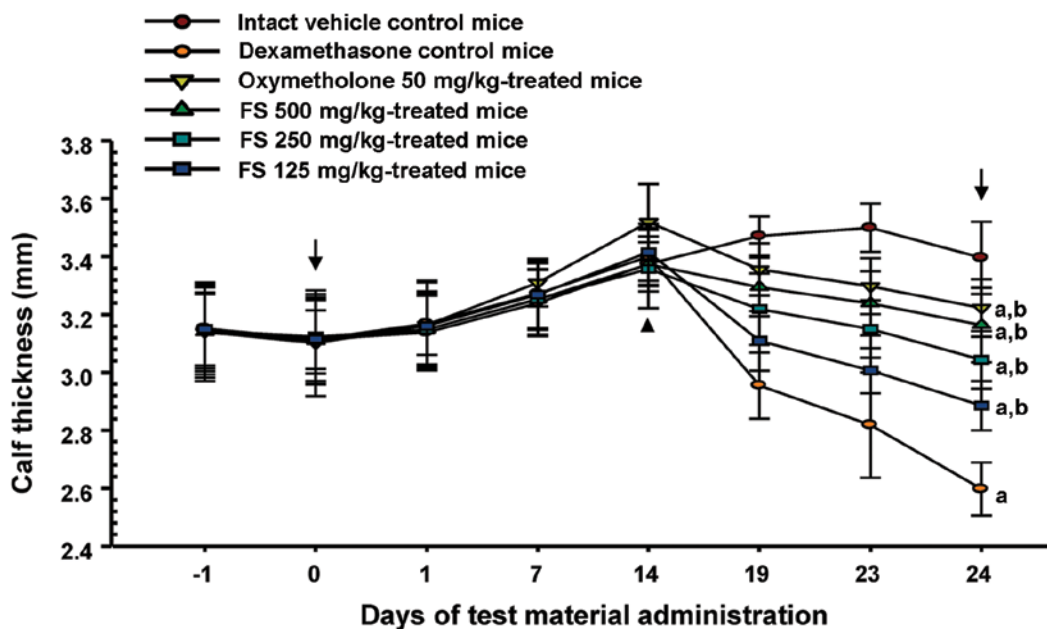 Intact vehicle control mice
Dexamethasone control mice
Oxymetholone 50 mg/kg-treated mice
FS 500 mg/kg-treated mice
FS 250 mg/kg-treated mice
FS 125 mg/kg-treated mice
3.8
3.6
3.4
3.2
3.0
2.8
2.6
2.4
Calf thickness (mm)
a,b
a,b
a,b
a,b
a
-1 0 1 7 14 19 23 24
Days of test material administration